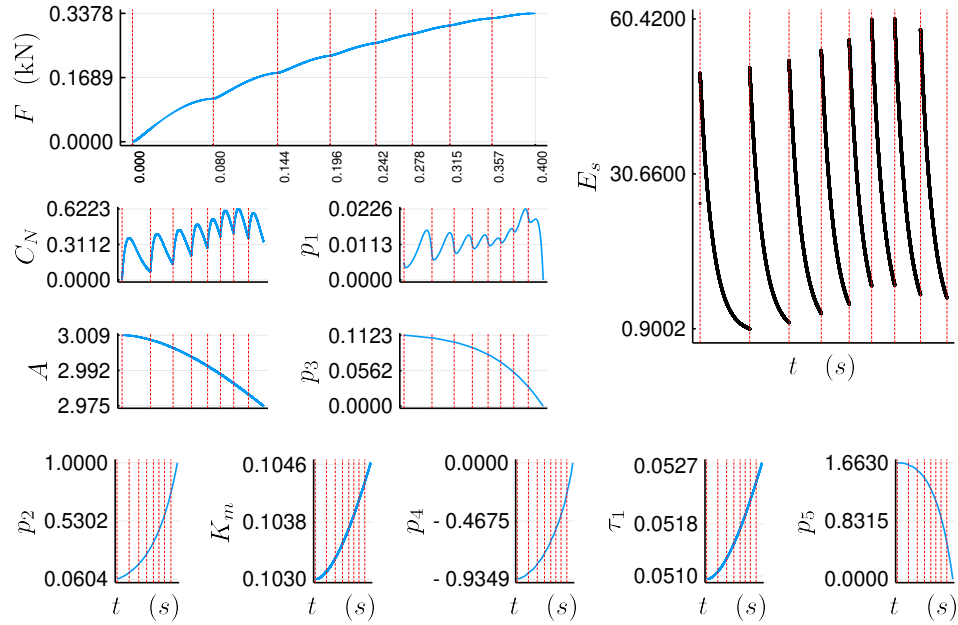 0.3378
0.1689
0.0000
F (kN)
0.000
0.080
0.144
0.196
0.242
0.278
0.315
0.357
0.400
60.4200
30.6600
0.9002
E_s
t (s)
0.6223
0.3112
0.0000
C_N
0.0226
0.0113
0.0000
p_1
3.009
2.992
2.975
A
0.1123
0.0562
0.0000
p_3
1.0000
0.5302
0.0604
p_2
t (s)
0.1046
0.1038
0.1030
K_m
t (s)
0.0000
- 0.4675
- 0.9349
p_4
t (s)
0.0527
0.0518
0.0510
τ_1
t (s)
1.6630
0.8315
0.0000
p_5
t (s)